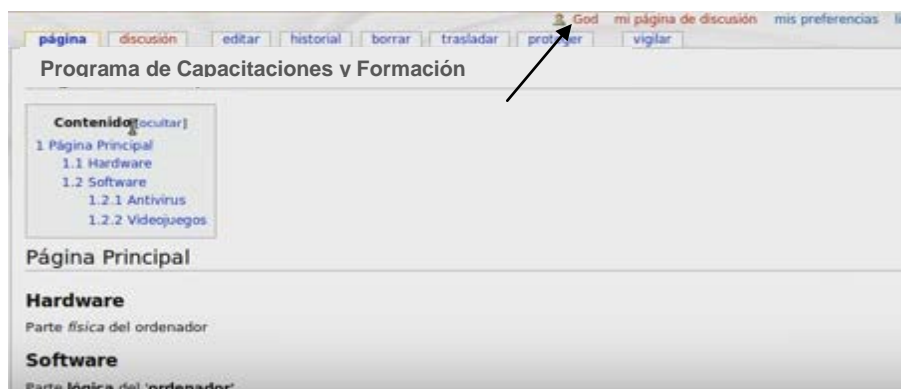 God mi página de discusión mis preferencias
página discusión editar historial borrar trasladar proteger vigilar
Programa de Capacitaciones y Formación
Contenido [ocultar]
1 Página Principal
1.1 Hardware
1.2 Software
1.2.1 Antivirus
1.2.2 Videojuegos
Página Principal
Hardware
Parte física del ordenador
Software
Parte lógica del 'ordenador'